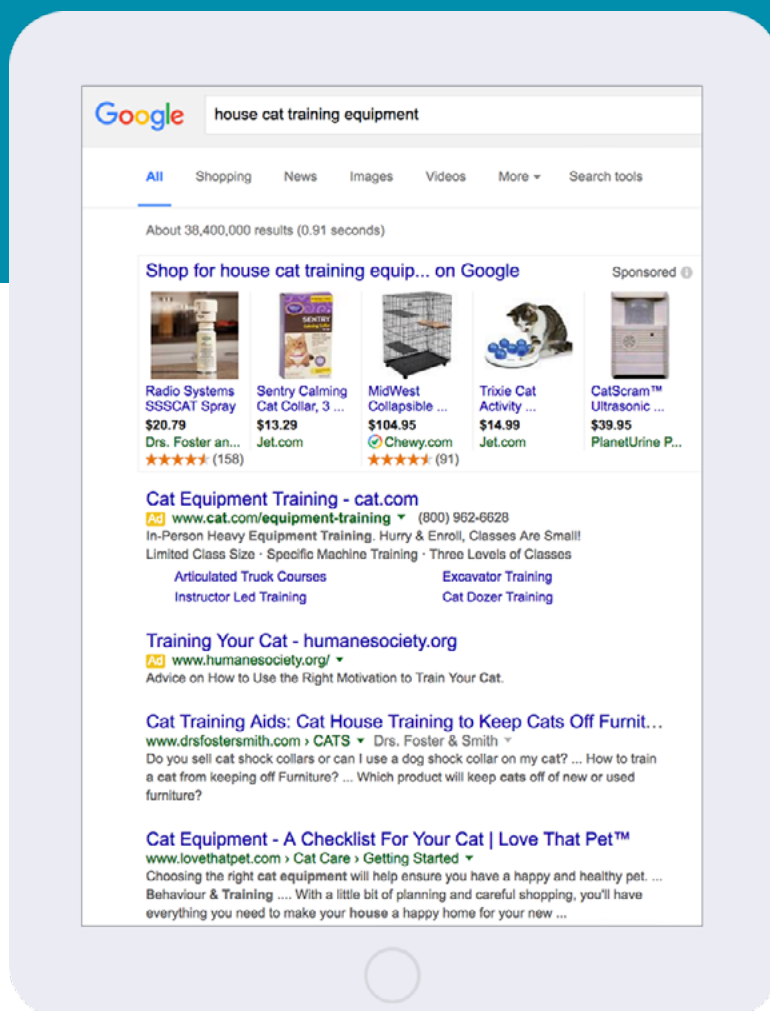 Google
house cat training equipment
All Shopping News Images Videos More Search tools
About 38,400,000 results (0.91 seconds)
Shop for house cat training equip... on Google Sponsored
SENTRY
Radio Systems SSSCAT Spray
$20.79
Drs. Foster an...
(158)
Sentry Calming Cat Collar, 3 ...
$13.29
Jet.com
MidWest Collapsible ...
$104.95
Chewy.com
(91)
Trixie Cat Activity ...
$14.99
Jet.com
CatScram™ Ultrasonic ...
$39.95
PlanetUrine P...
Cat Equipment Training - cat.com
Ad www.cat.com/equipment-training (800) 962-6628
In-Person Heavy Equipment Training. Hurry & Enroll, Classes Are Small!
Limited Class Size · Specific Machine Training · Three Levels of Classes
Articulated Truck Courses Excavator Training
Instructor Led Training Cat Dozer Training
Training Your Cat - humanesociety.org
Ad www.humanesociety.org/
Advice on How to Use the Right Motivation to Train Your Cat.
Cat Training Aids: Cat House Training to Keep Cats Off Furnit...
www.drsfostersmith.com › CATS Drs. Foster & Smith
Do you sell cat shock collars or can I use a dog shock collar on my cat? ... How to train
a cat from keeping off Furniture? ... Which product will keep cats off of new or used
furniture?
Cat Equipment - A Checklist For Your Cat | Love That Pet™
www.lovethatpet.com › Cat Care › Getting Started
Choosing the right cat equipment will help ensure you have a happy and healthy pet. ...
Behaviour & Training .... With a little bit of planning and careful shopping, you'll have
everything you need to make your house a happy home for your new ...